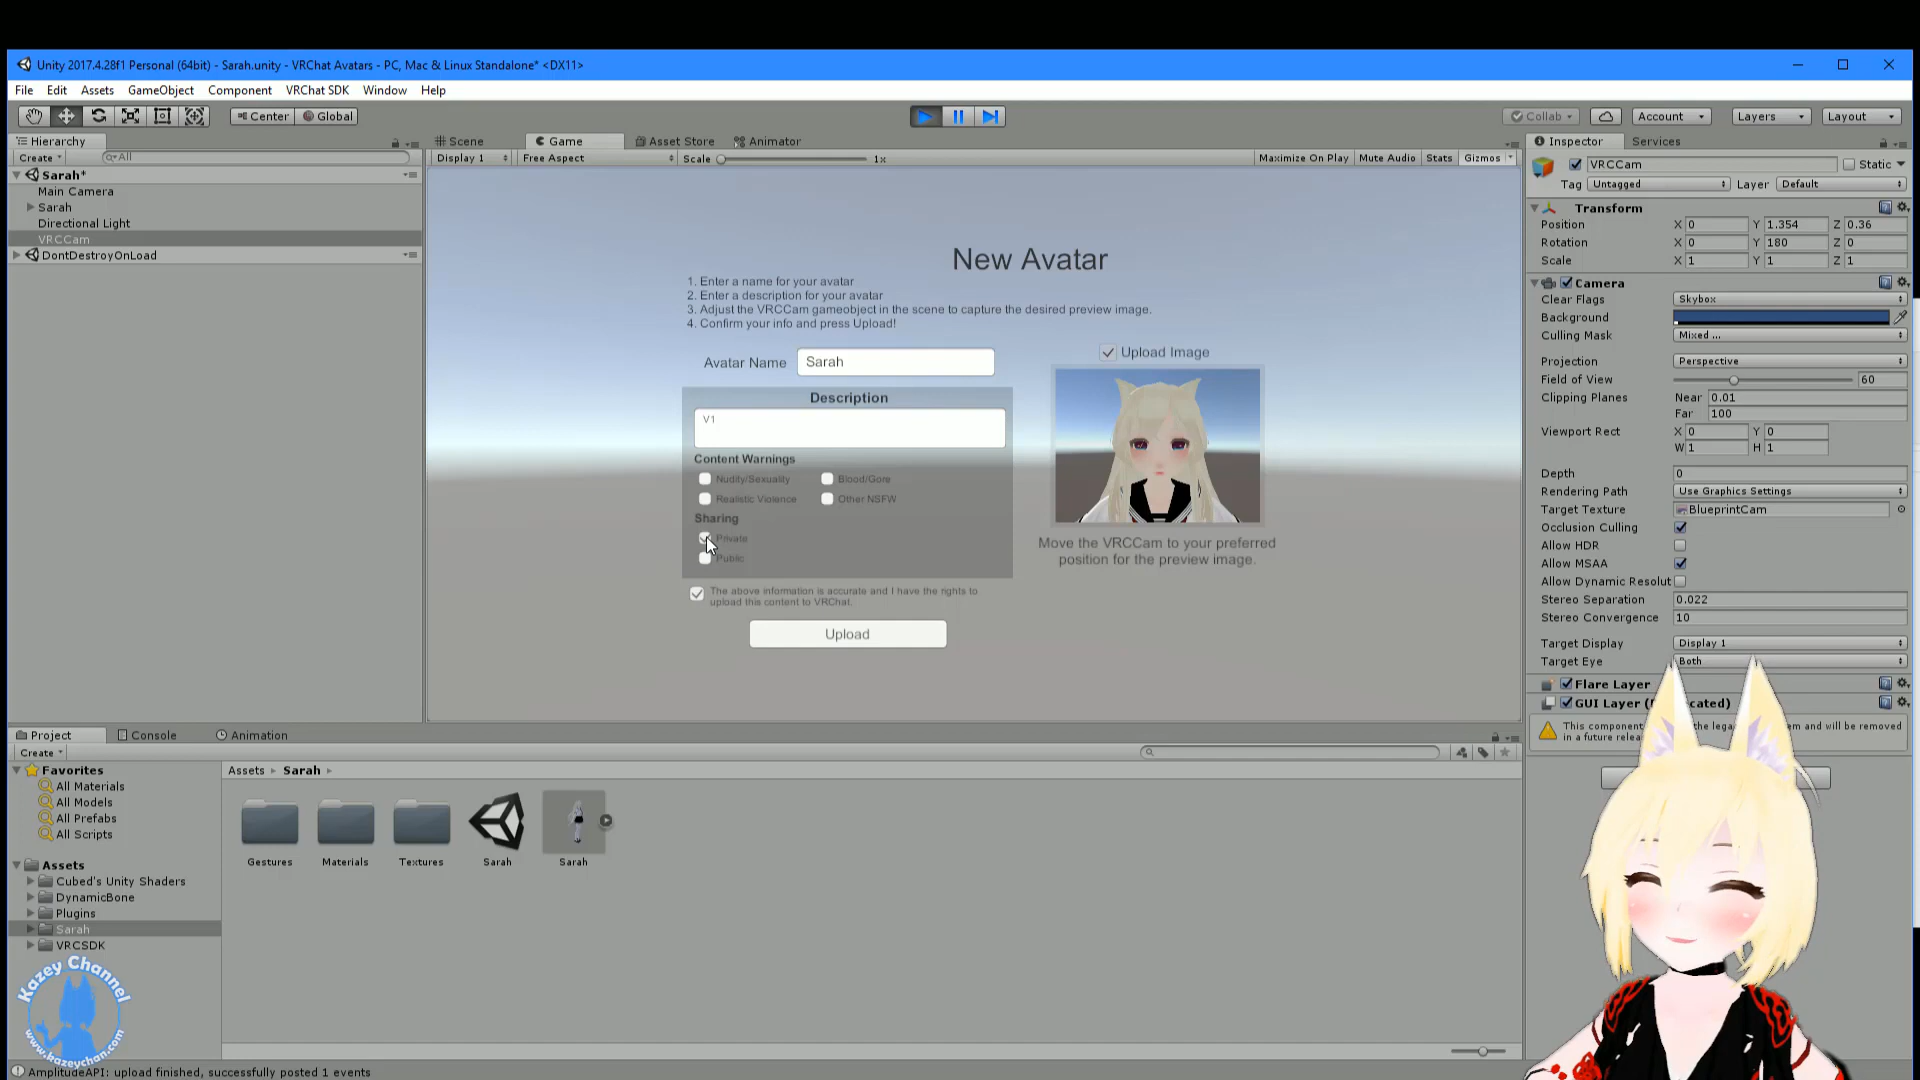 Unity 2017.4.28f1 Personal (64bit) - Sarah.unity - VRChat Avatars - PC, Mac & Linux Standalone* <DX11>
File Edit Assets GameObject Component VRChat SDK Window Help
Center Global Collab Account Layers Layout
Hierarchy
Create All
Sarah*
Main Camera
Sarah
Directional Light
VRCCam
DontDestroyOnLoad
Scene Game Asset Store Animator
Display 1 Free Aspect Scale 1x Maximize On Play Mute Audio Stats Gizmos
New Avatar
1. Enter a name for your avatar
2. Enter a description for your avatar
3. Adjust the VRCCam gameobject in the scene to capture the desired preview image.
4. Confirm your info and press Upload!
Avatar Name Sarah
Description
V1
Content Warnings
Nudity/Sexuality Blood/Gore
Realistic Violence Other NSFW
Sharing
Private
Public
The above information is accurate and I have the rights to
upload this content to VRChat.
Upload
Upload Image
Move the VRCCam to your preferred
position for the preview image.
Inspector Services
VRCCam Static
Tag Untagged Layer Default
Transform
Position X 0 Y 1.354 Z 0.36
Rotation X 0 Y 180 Z 0
Scale X 1 Y 1 Z 1
Camera
Clear Flags Skybox
Background
Culling Mask Mixed ...
Projection Perspective
Field of View 60
Clipping Planes Near 0.01
Far 100
Viewport Rect X 0 Y 0
W 1 H 1
Depth 0
Rendering Path Use Graphics Settings
Target Texture BlueprintCam
Occlusion Culling
Allow HDR
Allow MSAA
Allow Dynamic Resolut
Stereo Separation 0.022
Stereo Convergence 10
Target Display Display 1
Target Eye Both
Flare Layer
GUI Layer ( cated)
This component the lega em and will be removed
in a future relea
Project Console Animation
Create
Favorites
All Materials
All Models
All Prefabs
All Scripts
Assets
Cubed's Unity Shaders
DynamicBone
Plugins
Sarah
VRCSDK
Assets Sarah
Gestures Materials Textures Sarah Sarah
Kazey Channel
www.kazeychan.com
AmplitudeAPI: upload finished, successfully posted 1 events